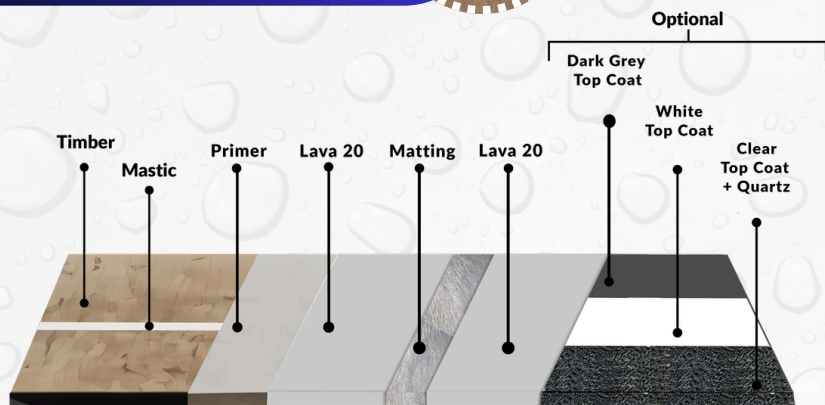 Optional
Dark Grey
Top Coat
White
Top Coat
Timber
Mastic
Primer
Lava 20
Matting
Lava 20
Clear
Top Coat
+ Quartz